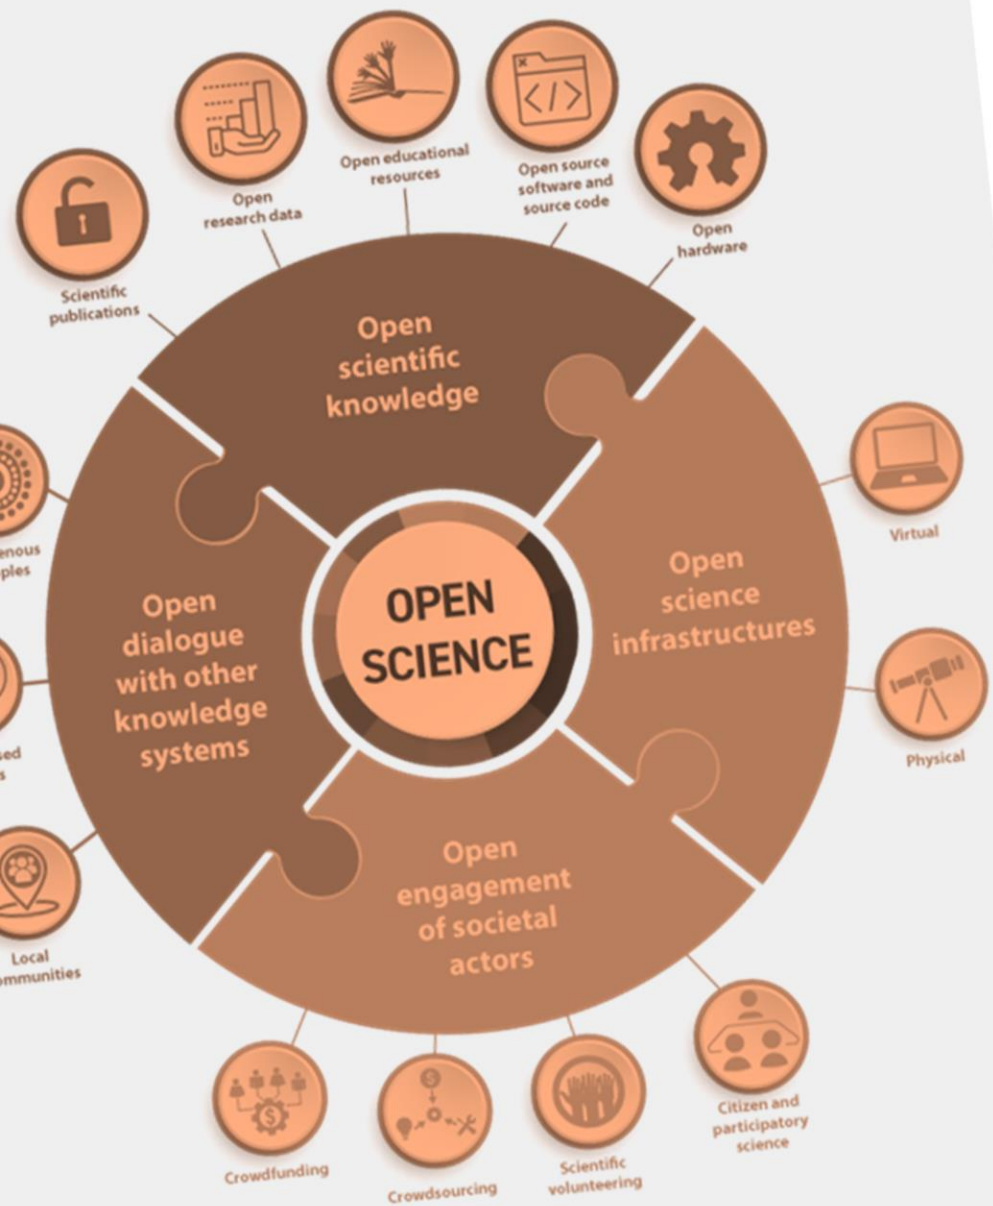 Open educational
resources
Open
research data
Open source
software and
source code
Open
hardware
Scientific
publications
Open
scientific
knowledge
Virtual
Open
science
infrastructures
OPEN
SCIENCE
Open
dialogue
with other
knowledge
systems
Physical
Open
engagement
of societal
actors
Local
Citizen and
participatory
science
Crowdfunding
Crowdsourcing
Scientific
volunteering